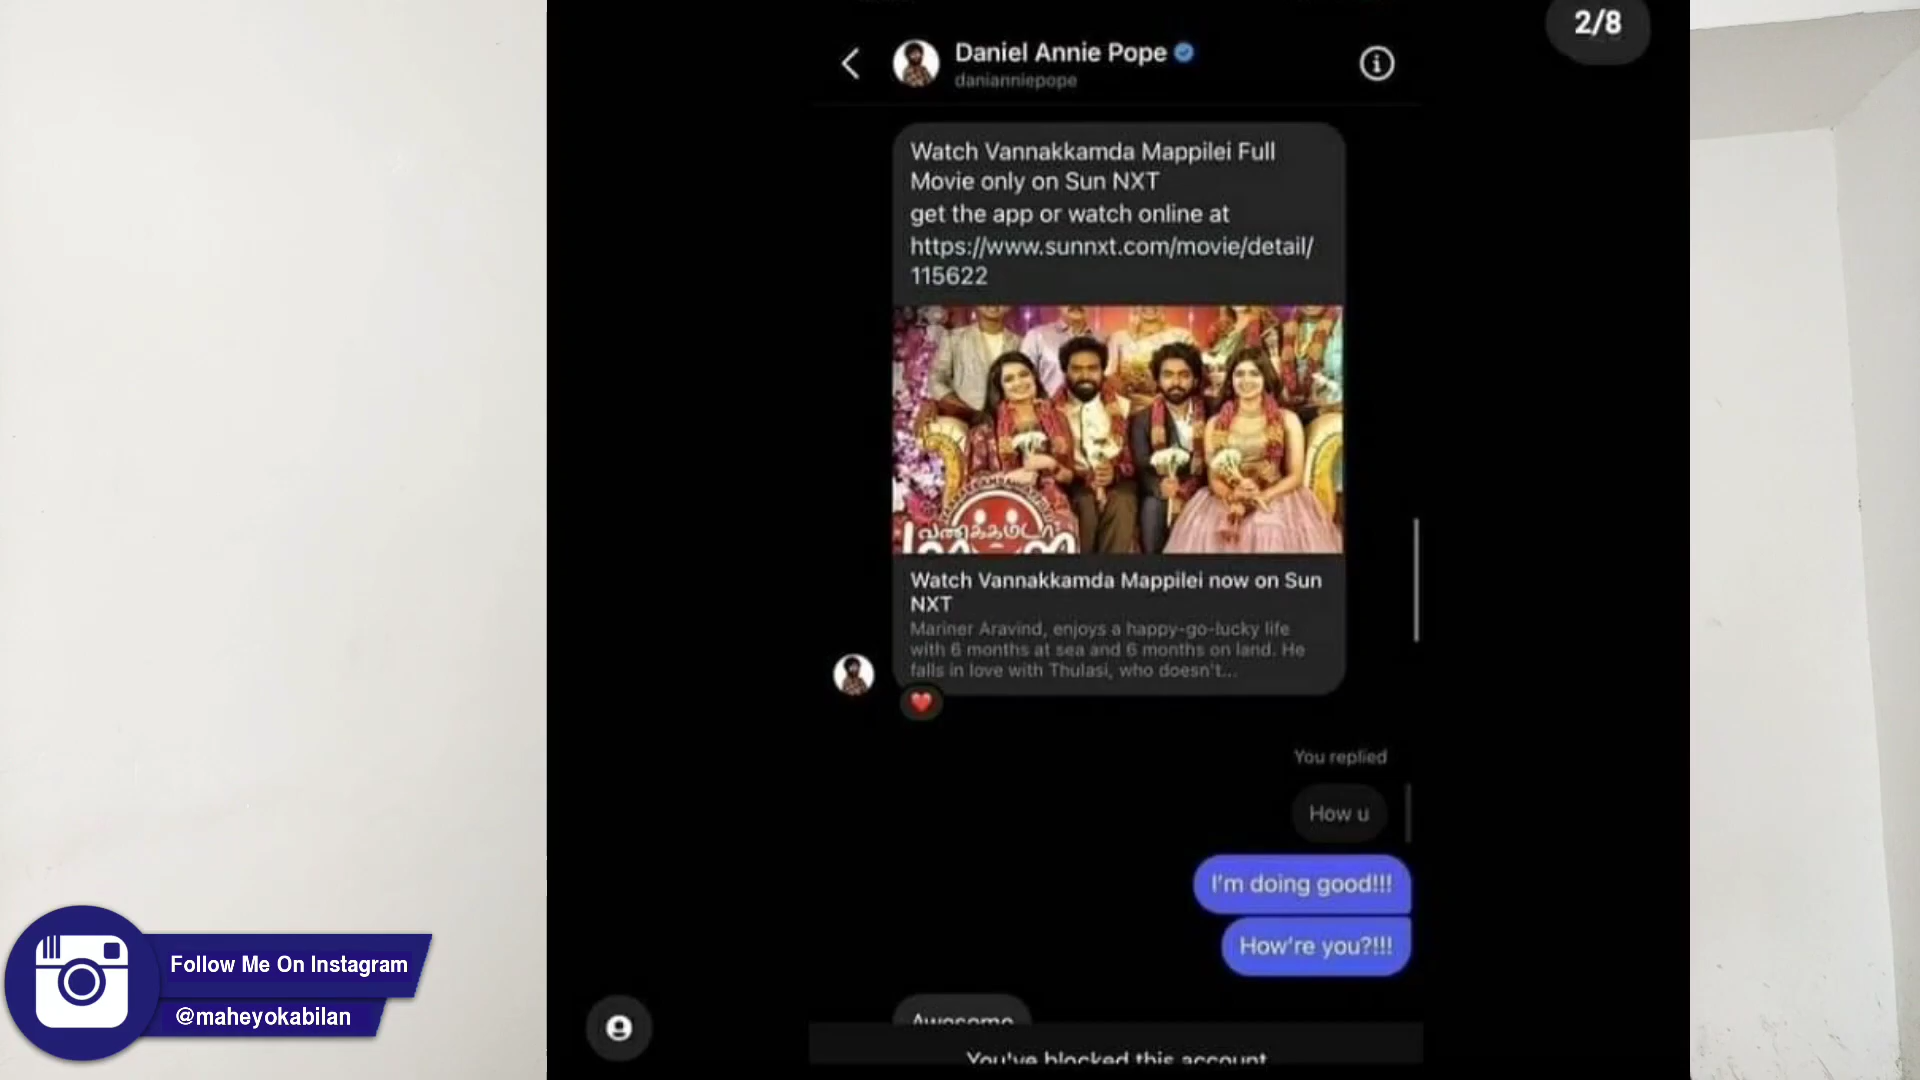 2/8
Daniel Annie Pope
danianniepope
Watch Vannakkamda Mappilei Full
Movie only on Sun NXT
get the app or watch online at
https://www.sunnxt.com/movie/detail/
115622
வணக்கம்டா
Watch Vannakkamda Mappilei now on Sun
NXT
Mariner Aravind, enjoys a happy-go-lucky life
with 6 months at sea and 6 months on land. He
falls in love with Thulasi, who doesn't...
You replied
How u
I'm doing good!!!
How're you?!!!
Awesome
You've blocked this account
Follow Me On Instagram
@maheyokabilan